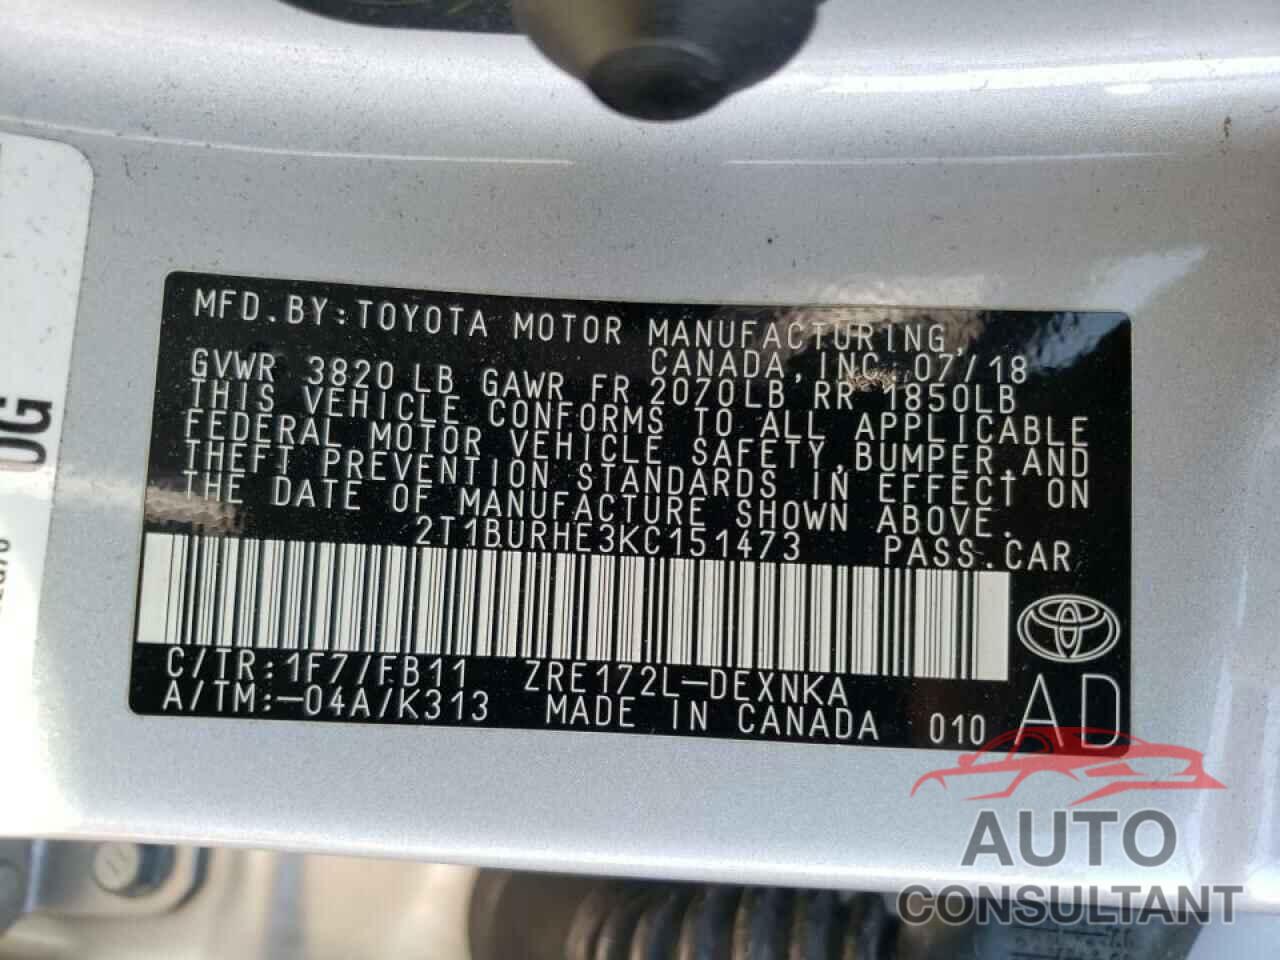 MFD.BY:TOYOTA MOTOR MANUFACTURING,
CANADA, INC. 07/18
GVWR 3820 LB GAWR FR 2070LB RR 1850LB
THIS VEHICLE CONFORMS TO ALL APPLICABLE
FEDERAL MOTOR VEHICLE SAFETY, BUMPER, AND
THEFT PREVENTION STANDARDS IN EFFECT ON
THE DATE OF MANUFACTURE SHOWN ABOVE.
2T1BURHE3KC151473 PASS.CAR
C/TR:1F7/FB11 ZRE172L-DEXNKA
A/TM:-04A/K313 MADE IN CANADA 010
AD
AUTO
CONSULTANT